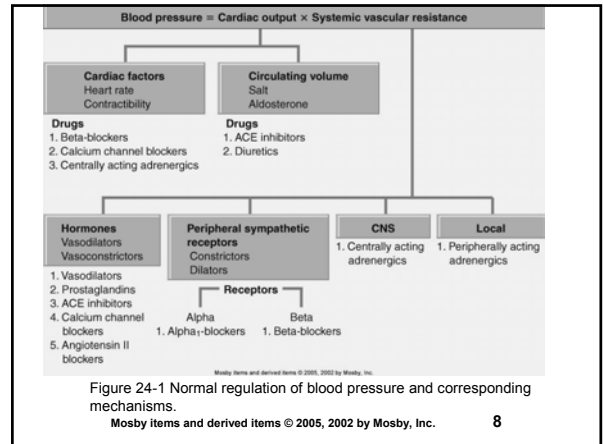 Blood pressure = Cardiac output × Systemic vascular resistance
Cardiac factors
Heart rate
Contractibility
Drugs
1. Beta-blockers
2. Calcium channel blockers
3. Centrally acting adrenergics
Circulating volume
Salt
Aldosterone
Drugs
1. ACE inhibitors
2. Diuretics
Hormones
Vasodilators
Vasoconstrictors
1. Vasodilators
2. Prostaglandins
3. ACE inhibitors
4. Calcium channel
blockers
5. Angiotensin II
blockers
Peripheral sympathetic
receptors
Constrictors
Dilators
Receptors
Alpha
1. Alpha₁-blockers
Beta
1. Beta-blockers
CNS
1. Centrally acting
adrenergics
Local
1. Peripherally acting
adrenergics
Mosby items and derived items © 2005, 2002 by Mosby, Inc.
Figure 24-1 Normal regulation of blood pressure and corresponding
mechanisms.
Mosby items and derived items © 2005, 2002 by Mosby, Inc. 8